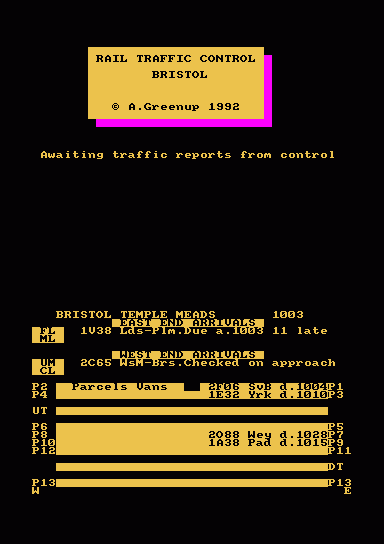 RAIL TRAFFIC CONTROL
BRISTOL
© A.Greenup 1992
Awaiting traffic reports from control
BRISTOL TEMPLE MEADS 1003
EAST END ARRIVALS
FL 1V38 Lds-Plm.Due a.1003 11 late
ML
WEST END ARRIVALS
UM 2C65 WsM-Brs.Checked on approach
CL
P2 Parcels Vans 2E06 SvB d.1004 P1
P4 1E32 Yrk d.1010 P3
UT
P6 P5
P8 2O88 Wey d.1028 P7
P10 1A38 Pad d.1015 P9
P12 P11
DT
P13 P13
W E